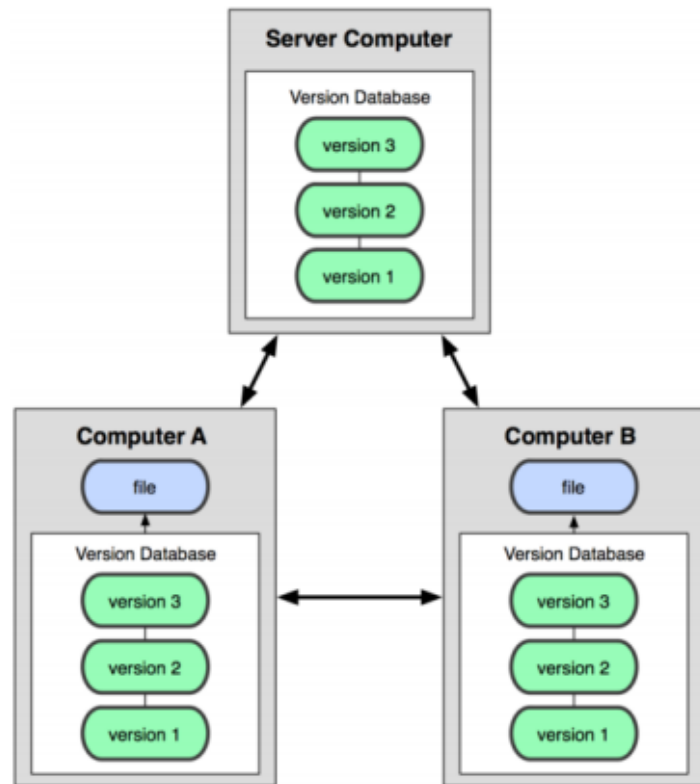 Server Computer
Version Database
version 3
version 2
version 1
Computer A
file
Version Database
version 3
version 2
version 1
Computer B
file
Version Database
version 3
version 2
version 1